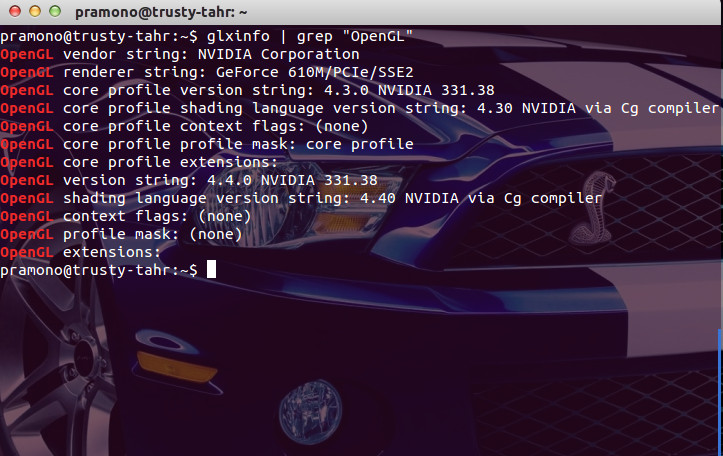 pramono@trusty-tahr: ~
pramono@trusty-tahr:~$ glxinfo | grep "OpenGL"
OpenGL vendor string: NVIDIA Corporation
OpenGL renderer string: GeForce 610M/PCIe/SSE2
OpenGL core profile version string: 4.3.0 NVIDIA 331.38
OpenGL core profile shading language version string: 4.30 NVIDIA via Cg compiler
OpenGL core profile context flags: (none)
OpenGL core profile profile mask: core profile
OpenGL core profile extensions:
OpenGL version string: 4.4.0 NVIDIA 331.38
OpenGL shading language version string: 4.40 NVIDIA via Cg compiler
OpenGL context flags: (none)
OpenGL profile mask: (none)
OpenGL extensions:
pramono@trusty-tahr:~$